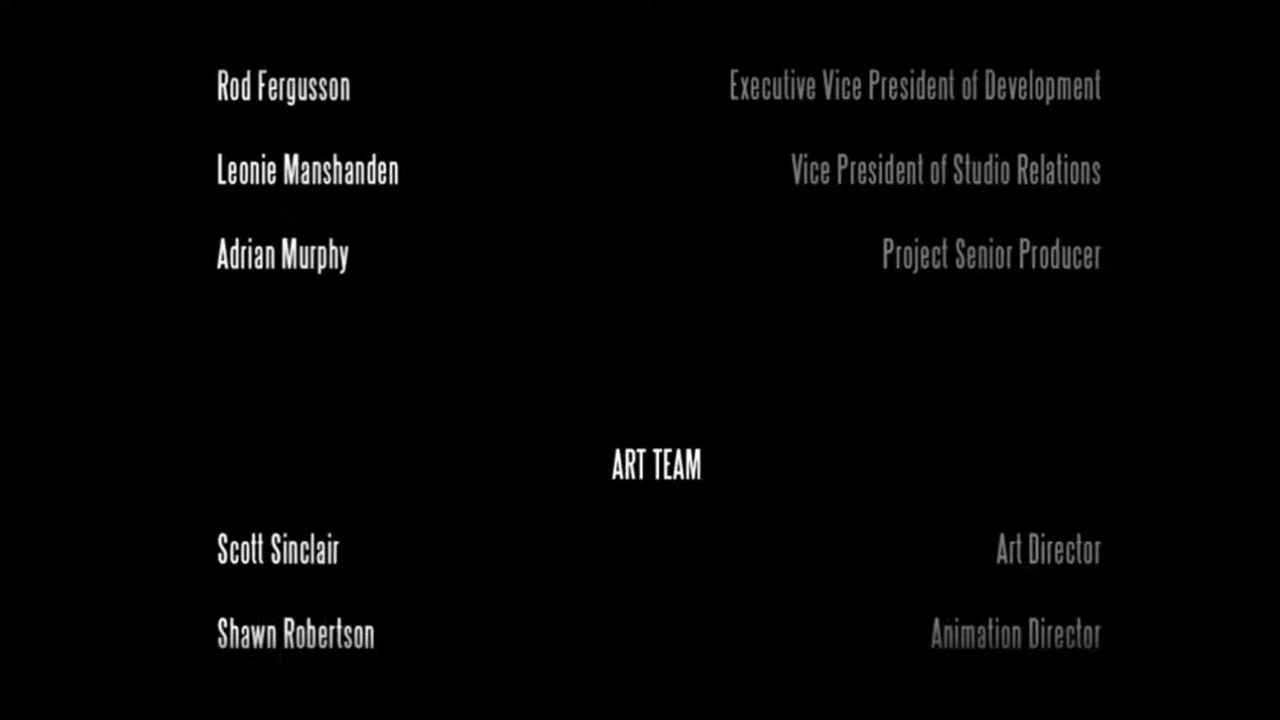 Rod Fergusson Executive Vice President of Development
Leonie Manshanden Vice President of Studio Relations
Adrian Murphy Project Senior Producer
ART TEAM
Scott Sinclair Art Director
Shawn Robertson Animation Director